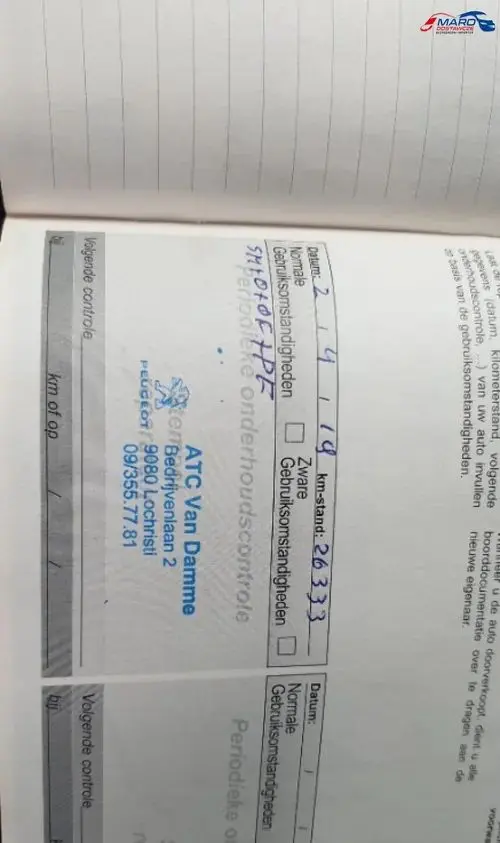 MARO
DOSTAWCZE
gegevens (datum, kilometerstand, volgende
onderhoudscontrole, ...) van uw auto invullen
op basis van de gebruiksomstandigheden.
u de auto doorverkoopt, dient u alle
boorddocumentatie over te dragen aan de
nieuwe eigenaar.
Datum: 2 , 4 , 19 km-stand: 26333
Normale Gebruiksomstandigheden
Zware Gebruiksomstandigheden
Periodieke onderhoudscontrole
ATC Van Damme
Bedrijvenlaan 2
9080 Lochristi
09/355.77.81
PEUGEOT
Volgende controle
bij km of op / /
Datum: / /
Normale Gebruiksomstandigheden
Periodieke o
Volgende controle
bij